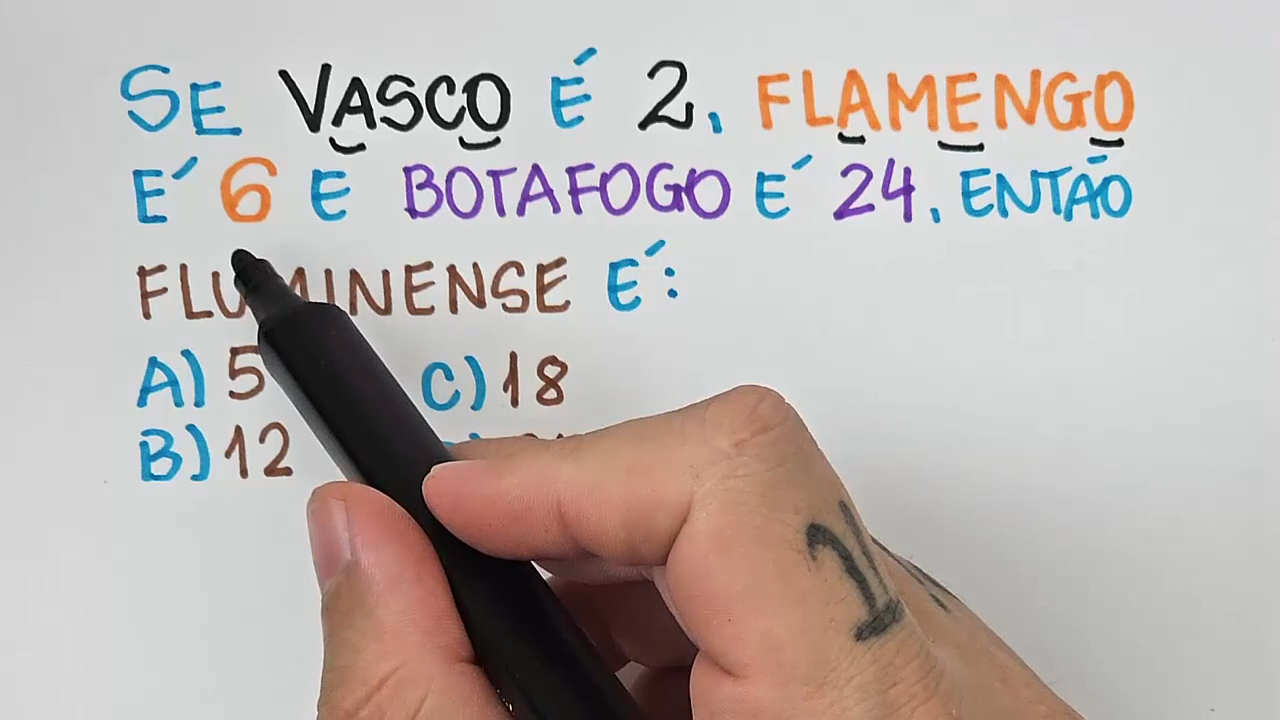 SE VASCO É 2, FLAMENGO
É 6 E BOTAFOGO É 24. ENTÃO
FLUMINENSE É:
A) 5 C) 18
B) 12